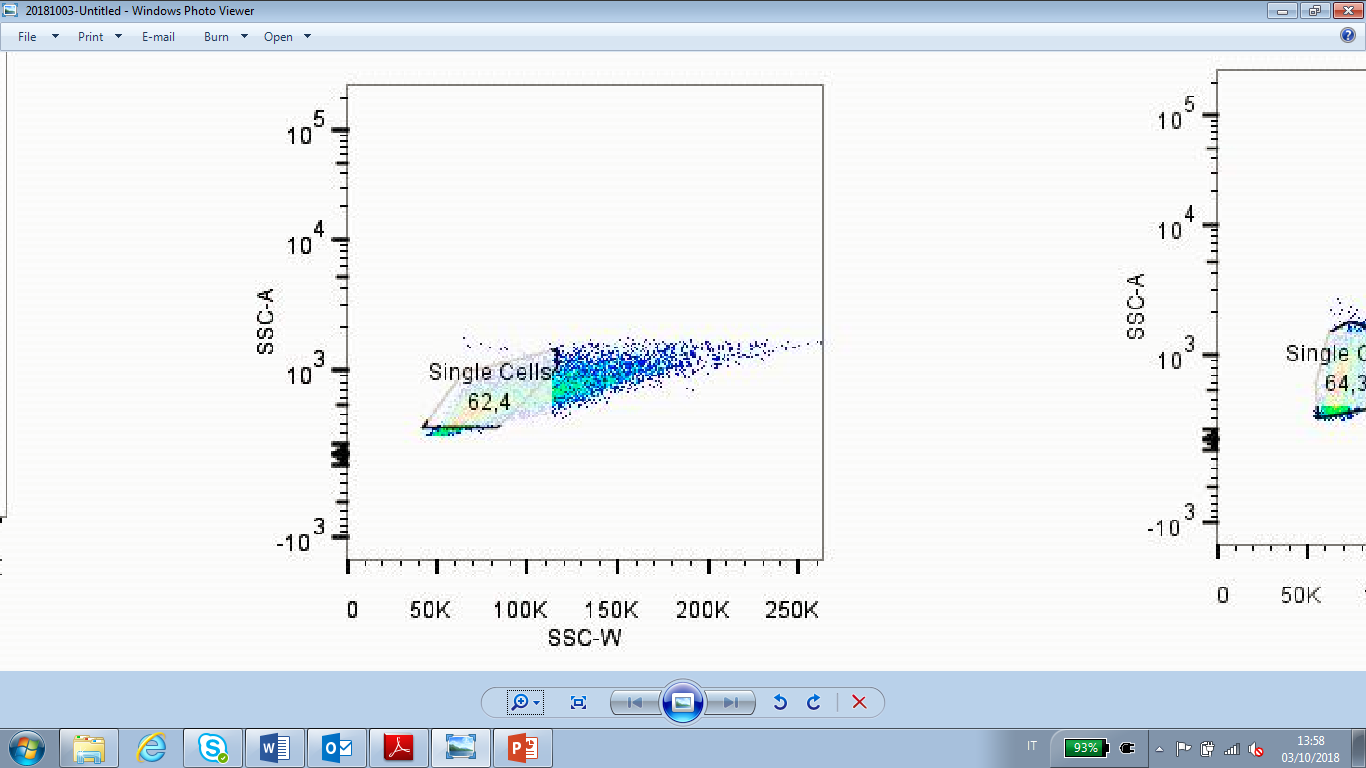 20181003-Untitled - Windows Photo Viewer
File Print E-mail Burn Open
10^5
10^4
10^3
-10^3
SSC-A
Single Cells
62,4
0 50K 100K 150K 200K 250K
SSC-W
10^5
10^4
10^3
-10^3
SSC-A
Single C
64,3
0 50K
IT
93%
13:58
03/10/2018